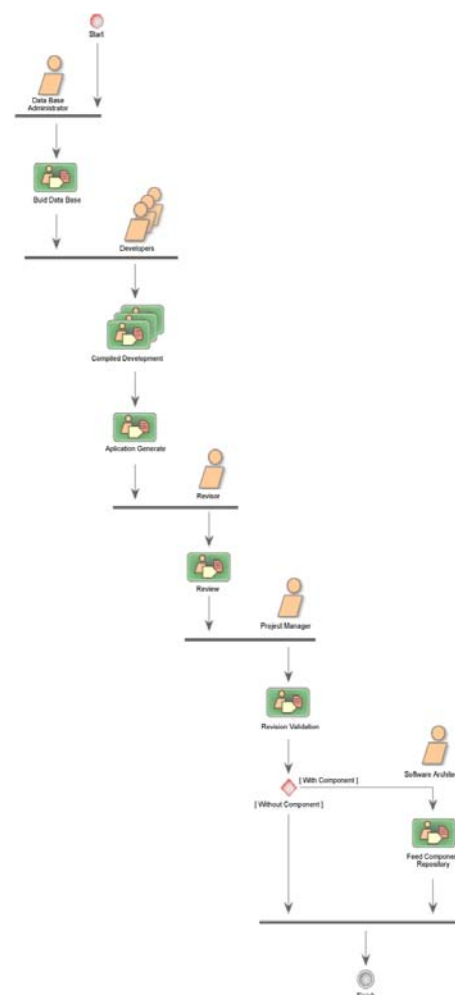 Start
Data Base
Administrator
Buid Data Base
Developers
Compiled Development
Aplication Generate
Revisor
Review
Project Manager
Revision Validation
[ With Component ]
Software Archite
[ Without Component ]
Feed Componen
Repository